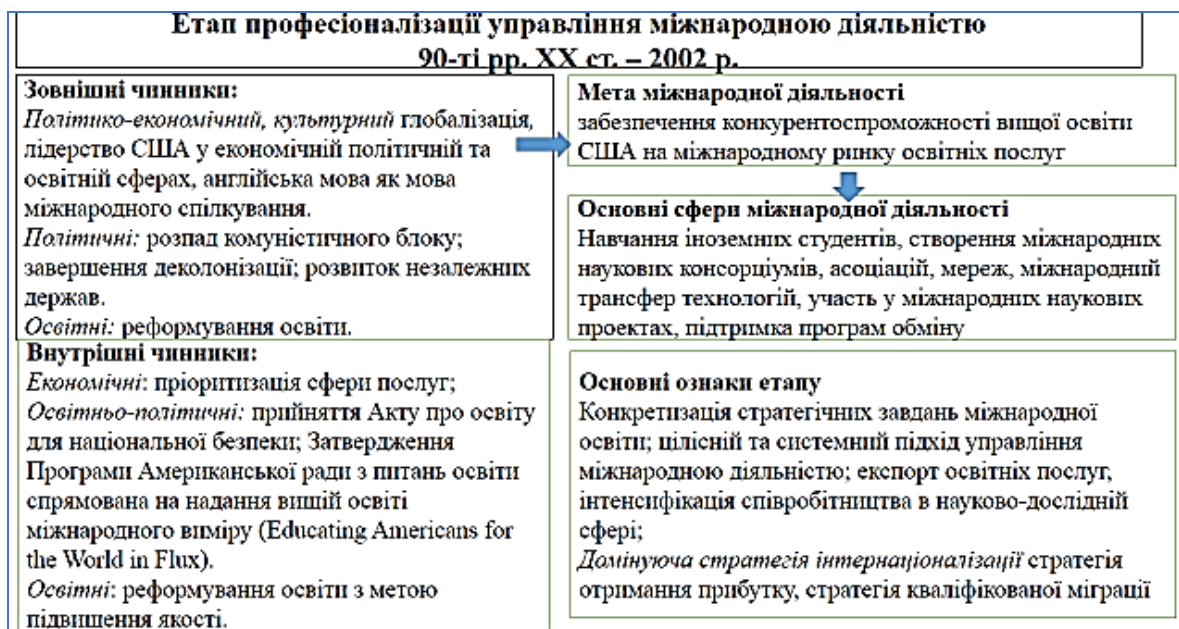 Етап професіоналізації управління міжнародною діяльністю
90-ті рр. ХХ ст. – 2002 р.
Зовнішні чинники:
Політико-економічний, культурний глобалізація,
лідерство США у економічній політичній та
освітній сферах, англійська мова як мова
міжнародного спілкування.
Політичні: розпад комуністичного блоку;
завершення деколонізації; розвиток незалежних
держав.
Освітні: реформування освіти.
Внутрішні чинники:
Економічні: пріоритизація сфери послуг;
Освітньо-політичні: прийняття Акту про освіту
для національної безпеки; Затвердження
Програми Американської ради з питань освіти
спрямована на надання вищій освіті
міжнародного виміру (Educating Americans for
the World in Flux).
Освітні: реформування освіти з метою
підвищення якості.
Мета міжнародної діяльності
забезпечення конкурентоспроможності вищої освіти
США на міжнародному ринку освітніх послуг
Основні сфери міжнародної діяльності
Навчання іноземних студентів, створення міжнародних
наукових консорціумів, асоціацій, мереж, міжнародний
трансфер технологій, участь у міжнародних наукових
проектах, підтримка програм обміну
Основні ознаки етапу
Конкретизація стратегічних завдань міжнародної
освіти; цілісній та системний підхід управління
міжнародною діяльністю; експорт освітніх послуг,
інтенсифікація співробітництва в науково-дослідній
сфері;
Домінуюча стратегія інтернаціоналізації стратегія
отримання прибутку, стратегія кваліфікованої міграції